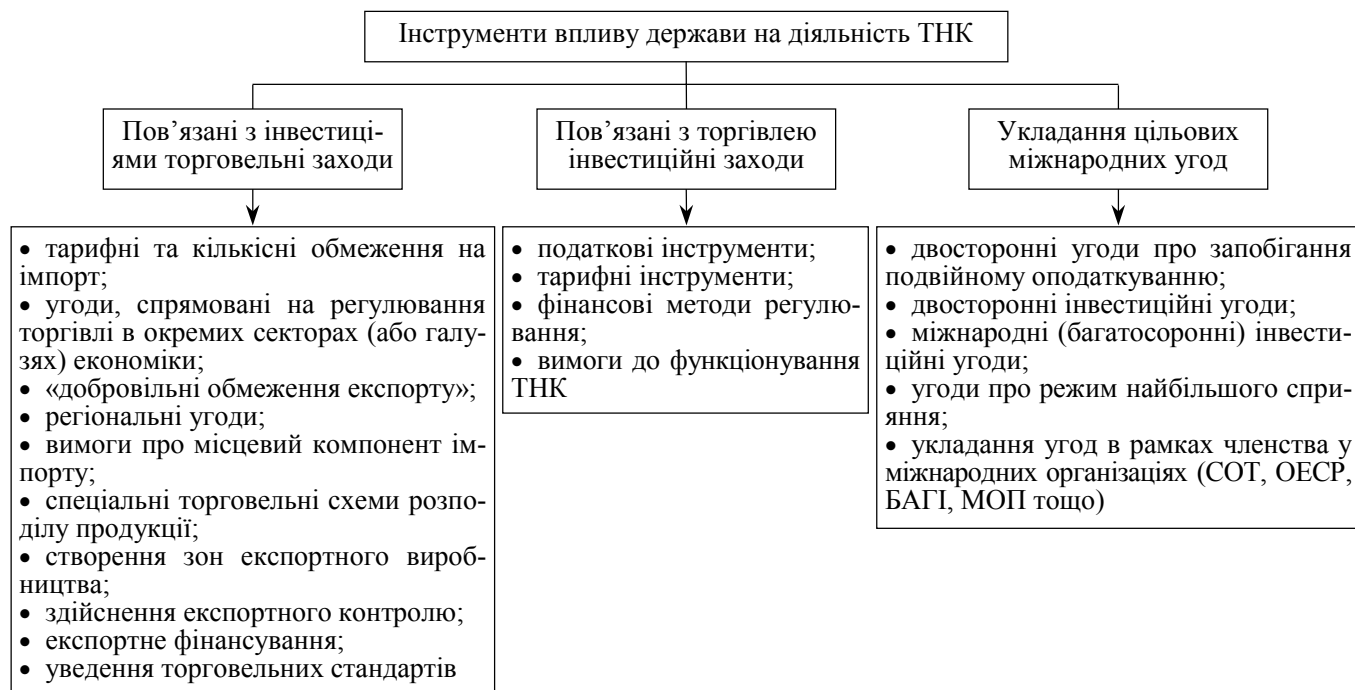 Інструменти впливу держави на діяльність ТНК
Пов’язані з інвестиці-
ями торговельні заходи
Пов’язані з торгівлею
інвестиційні заходи
Укладання цільових
міжнародних угод
• тарифні та кількісні обмеження на
імпорт;
• угоди, спрямовані на регулювання
торгівлі в окремих секторах (або галу-
зях) економіки;
• «добровільні обмеження експорту»;
• регіональні угоди;
• вимоги про місцевий компонент ім-
порту;
• спеціальні торговельні схеми розпо-
ділу продукції;
• створення зон експортного вироб-
ництва;
• здійснення експортного контролю;
• експортне фінансування;
• уведення торговельних стандартів
• податкові інструменти;
• тарифні інструменти;
• фінансові методи регулю-
вання;
• вимоги до функціонування
ТНК
• двосторонні угоди про запобігання
подвійному оподаткуванню;
• двосторонні інвестиційні угоди;
• міжнародні (багатосоронні) інвести-
ційні угоди;
• угоди про режим найбільшого спри-
яння;
• укладання угод в рамках членства у
міжнародних організаціях (СОТ, ОЕСР,
БАГІ, МОП тощо)